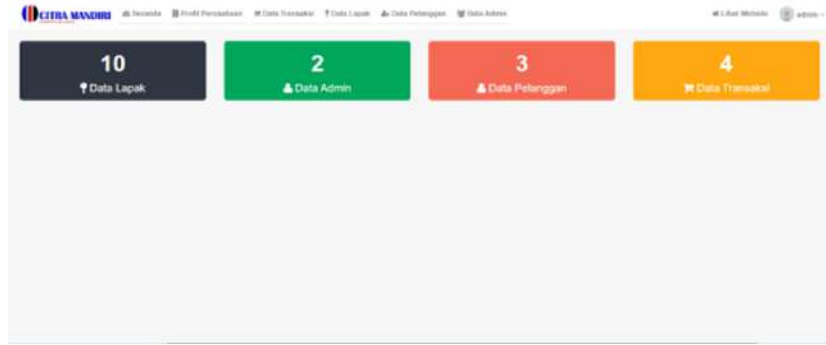 CITRA MANDIRI Beranda Profil Perusahaan Data Transaksi Data Lapak Data Pelanggan Data Admin Lihat Website admin
10 2 3 4
Data Lapak Data Admin Data Pelanggan Data Transaksi